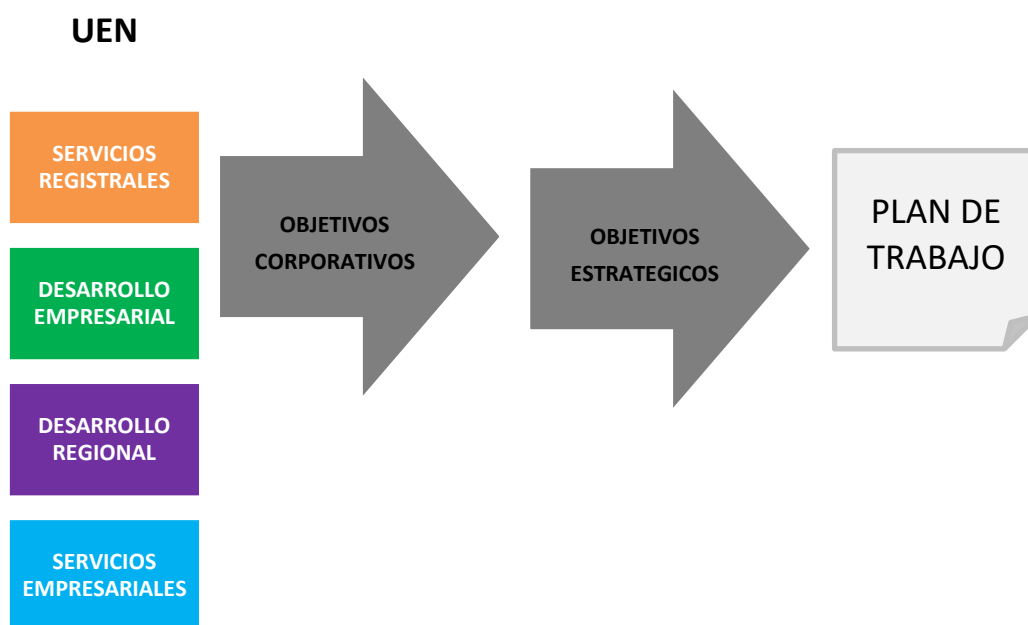 UEN
SERVICIOS
REGISTRALES
DESARROLLO
EMPRESARIAL
DESARROLLO
REGIONAL
SERVICIOS
EMPRESARIALES
OBJETIVOS
CORPORATIVOS
OBJETIVOS
ESTRATEGICOS
PLAN DE
TRABAJO